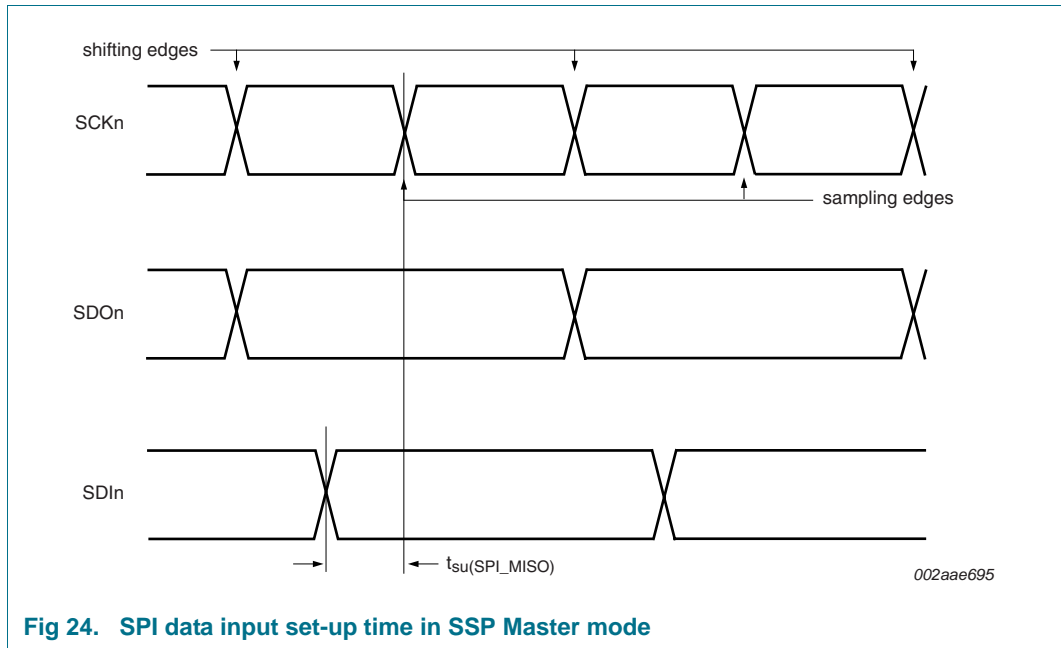 shifting edges
SCKn
sampling edges
SDOn
SDIn
tsu(SPI_MISO)
002aae695
Fig 24. SPI data input set-up time in SSP Master mode